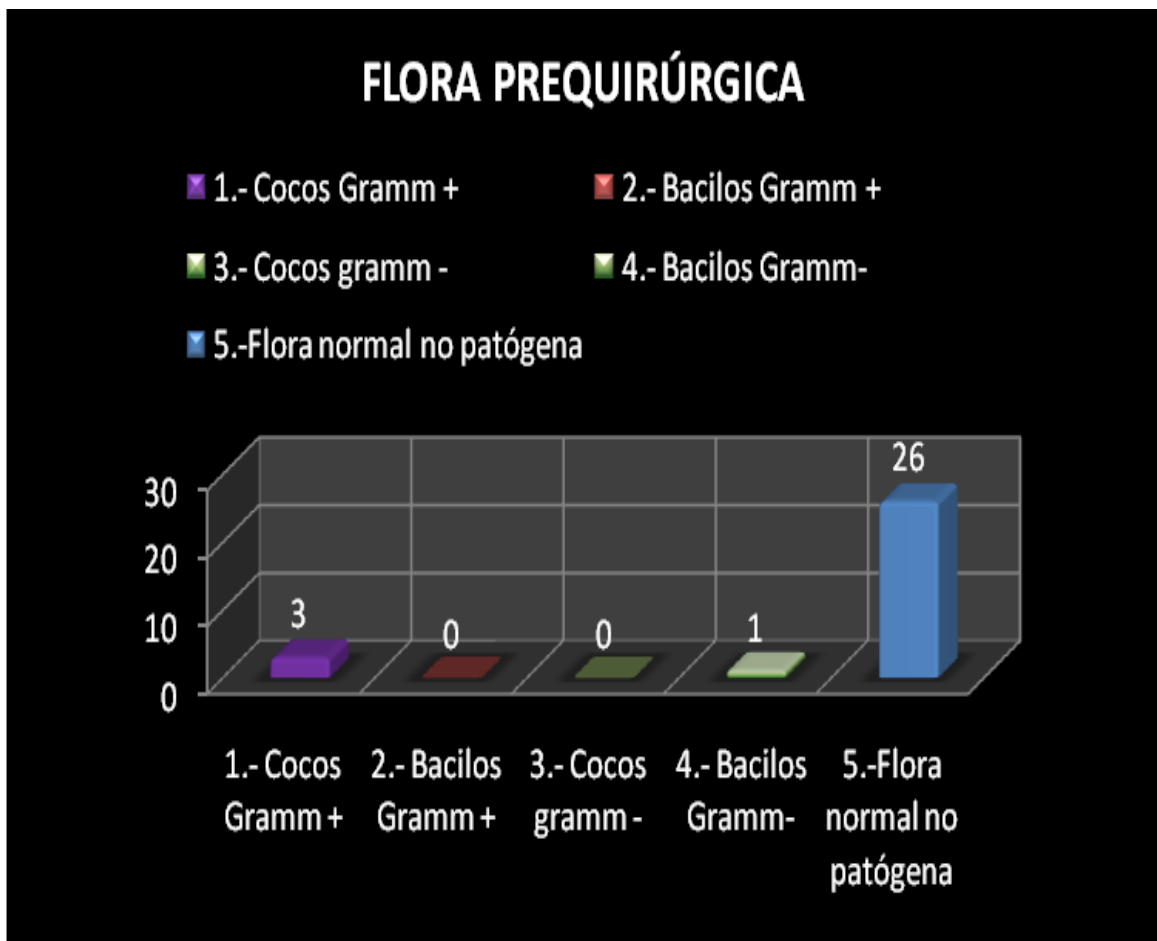 FLORA PREQUIRÚRGICA
1.- Cocos Gramm +
2.- Bacilos Gramm +
3.- Cocos gramm -
4.- Bacilos Gramm-
5.-Flora normal no patógena
30
20
10
0
3
0
0
1
26
1.- Cocos
Gramm +
2.- Bacilos
Gramm +
3.- Cocos
gramm -
4.- Bacilos
Gramm-
5.-Flora
normal no
patógena